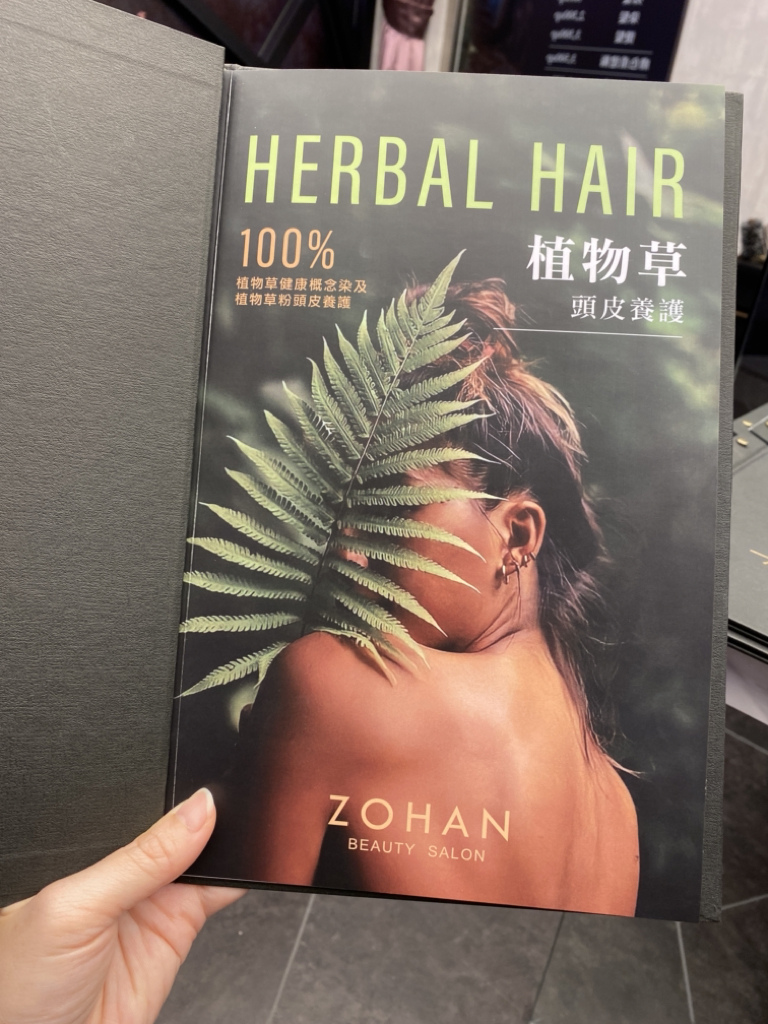 HERBAL HAIR
100%
植物草健康概念染及
植物草粉頭皮養護
植物草
頭皮養護
ZOHAN
BEAUTY SALON